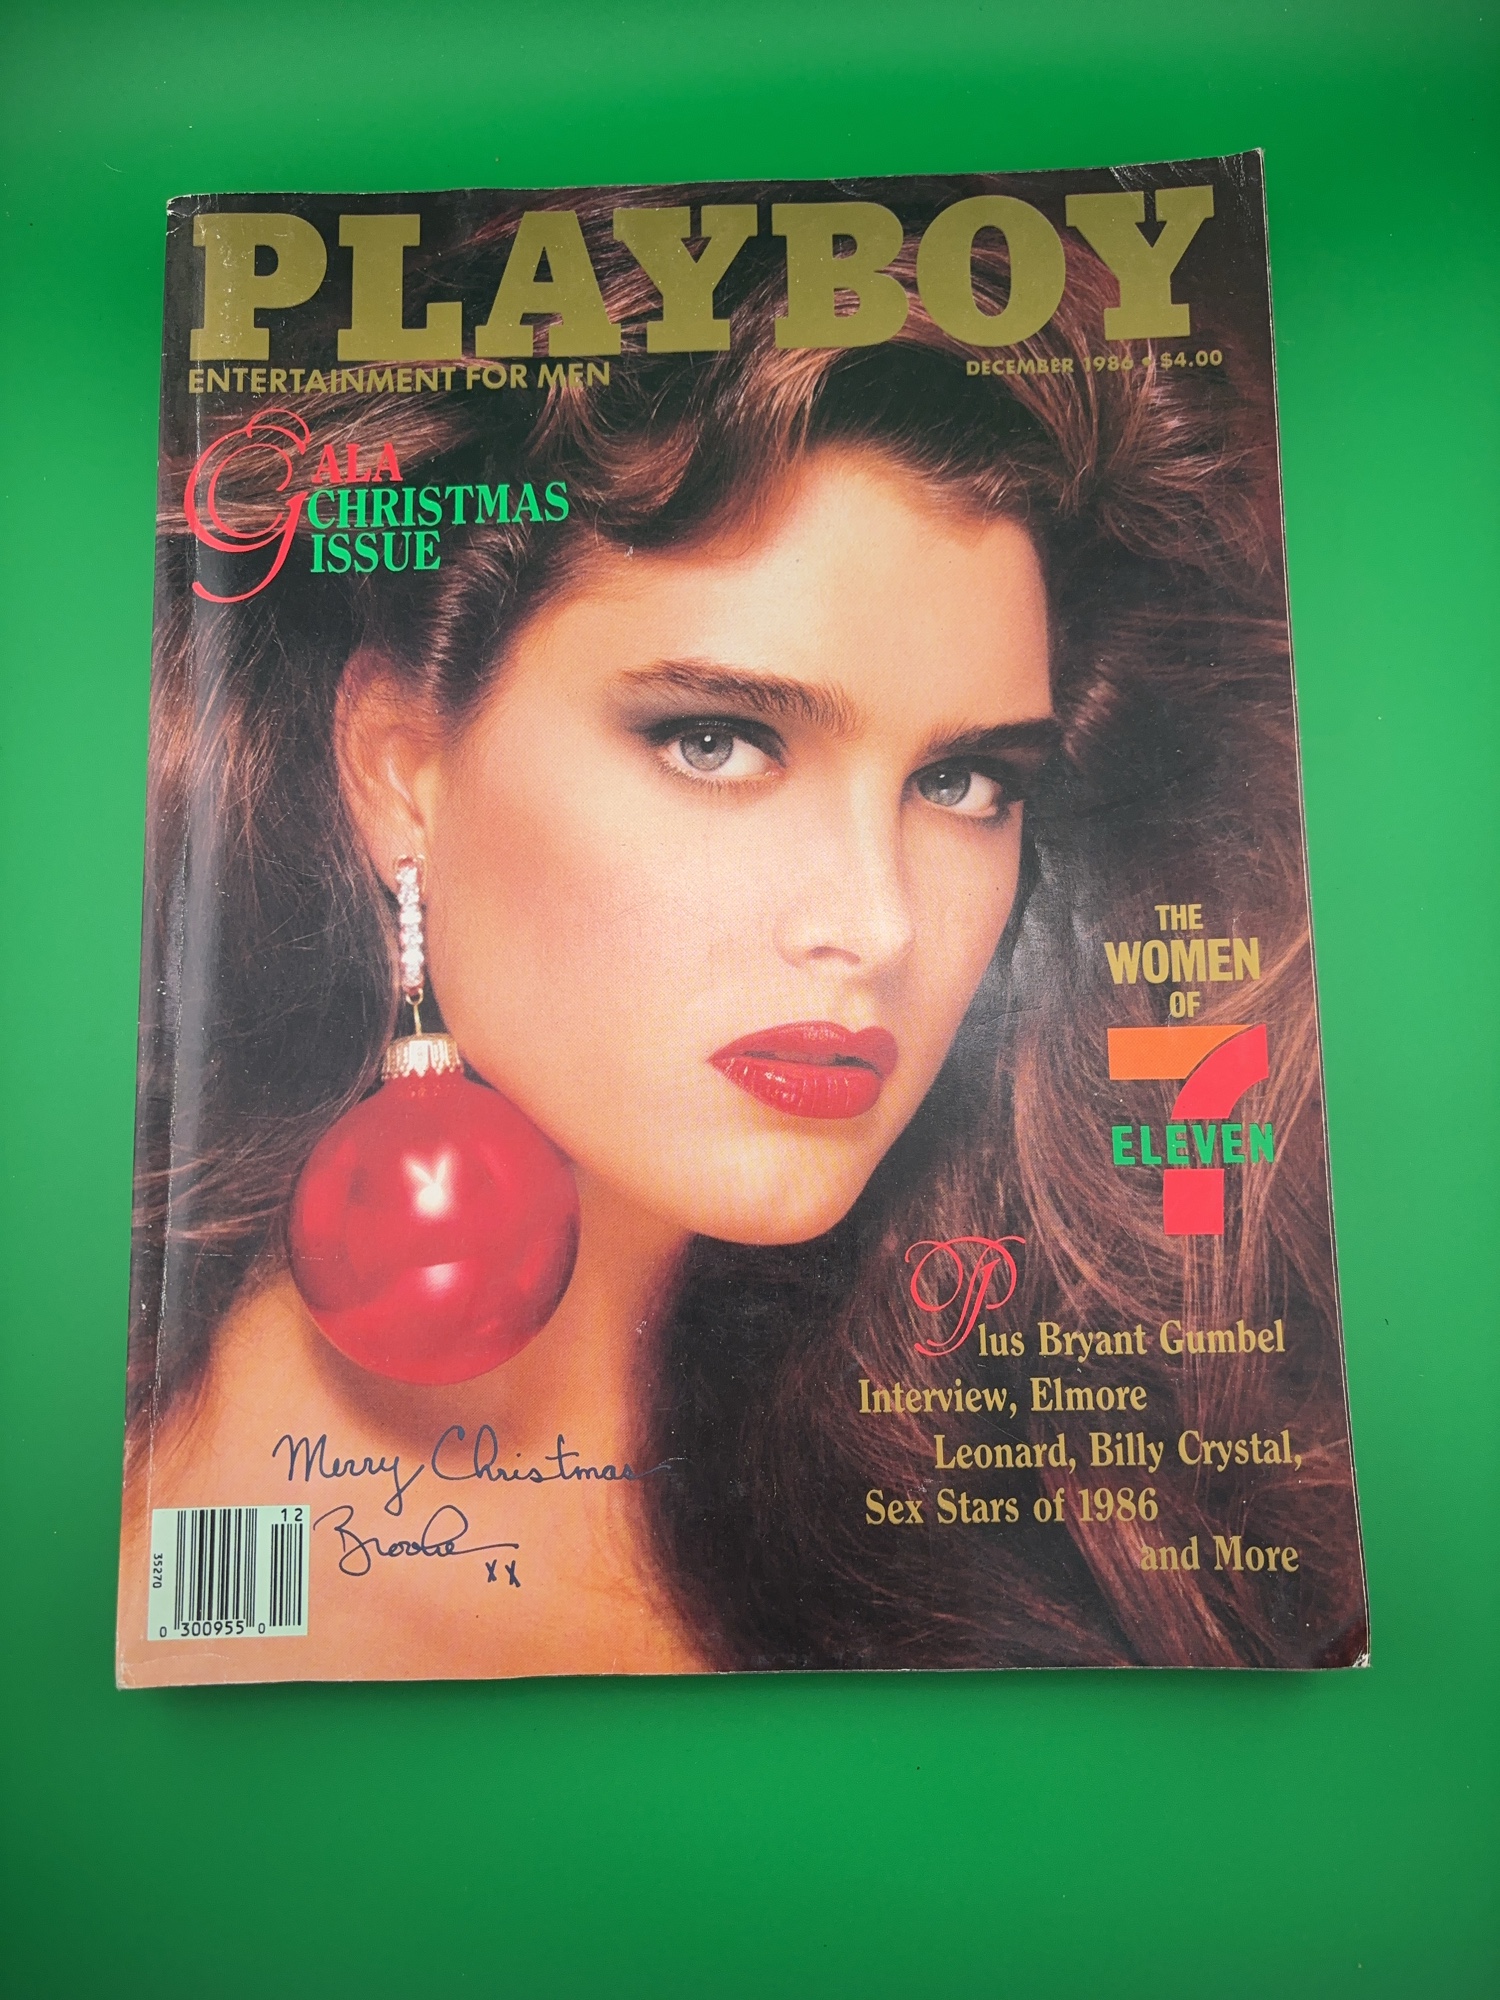 PLAYBOY
ENTERTAINMENT FOR MEN
DECEMBER 1986 • $4.00
GALA
CHRISTMAS
ISSUE
THE
WOMEN
OF
7
ELEVEN
Plus Bryant Gumbel
Interview, Elmore
Leonard, Billy Crystal,
Sex Stars of 1986
and More
Merry Christmas
Brooke
xx
12
35270
0 300955 0